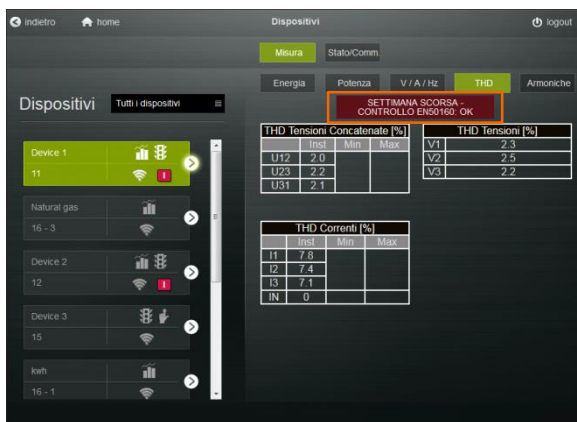 indietro
home
Dispositivi
logout
Misura
Stato/Comm.
Energia
Potenza
V / A / Hz
THD
Armoniche
SETTIMANA SCORSA -
CONTROLLO EN50160: OK
Dispositivi
Tutti i dispositivi
Device 1
11
I
Natural gas
16 - 3
Device 2
12
I
Device 3
15
kwh
16 - 1
THD Tensioni Concatenate [%]
Inst Min Max
U12 2.0
U23 2.2
U31 2.1
THD Tensioni [%]
V1 2.3
V2 2.5
V3 2.2
THD Correnti [%]
Inst Min Max
I1 7.8
I2 7.4
I3 7.1
IN 0